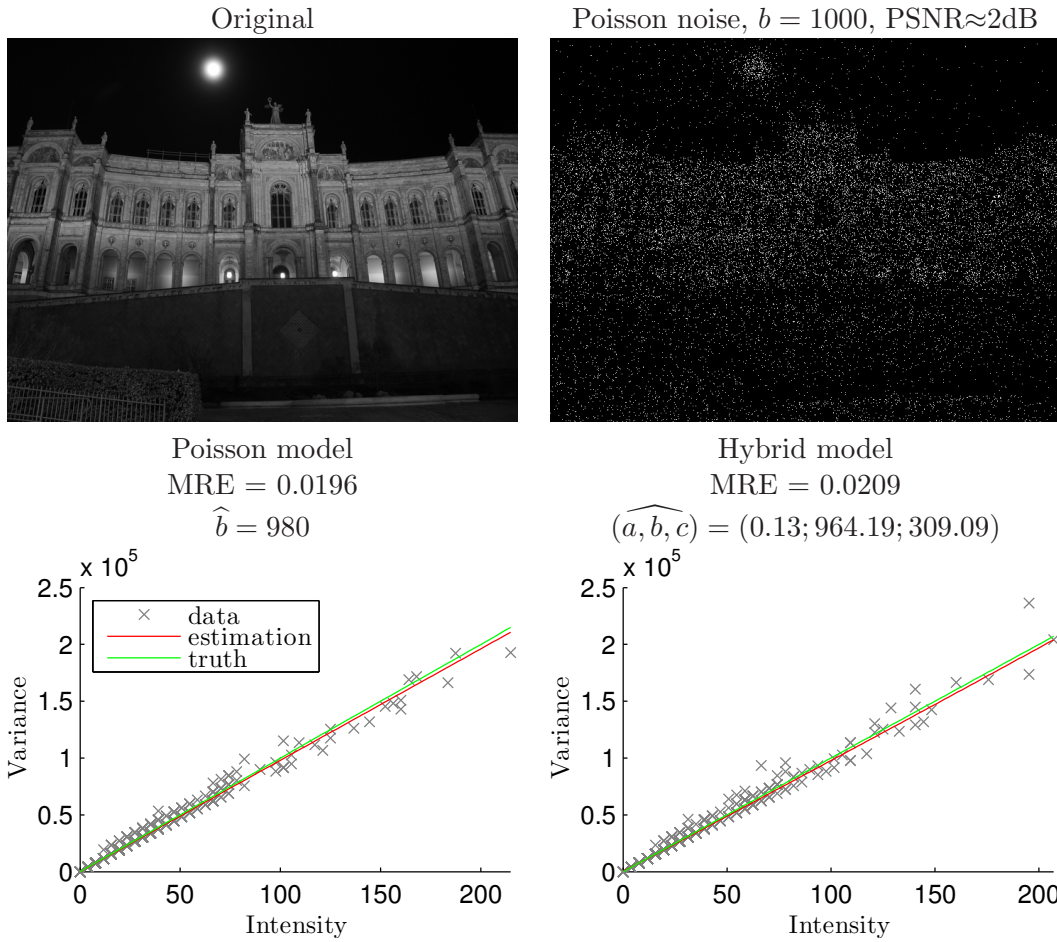 Original
Poisson noise, b = 1000, PSNR≈2dB
Poisson model
MRE = 0.0196
b̂ = 980
Hybrid model
MRE = 0.0209
(a, b, c)^ = (0.13; 964.19; 309.09)
x 10^5
2.5
2
1.5
1
0.5
0
Variance
data
estimation
truth
0 50 100 150 200
Intensity
x 10^5
2.5
2
1.5
1
0.5
0
Variance
0 50 100 150 200
Intensity